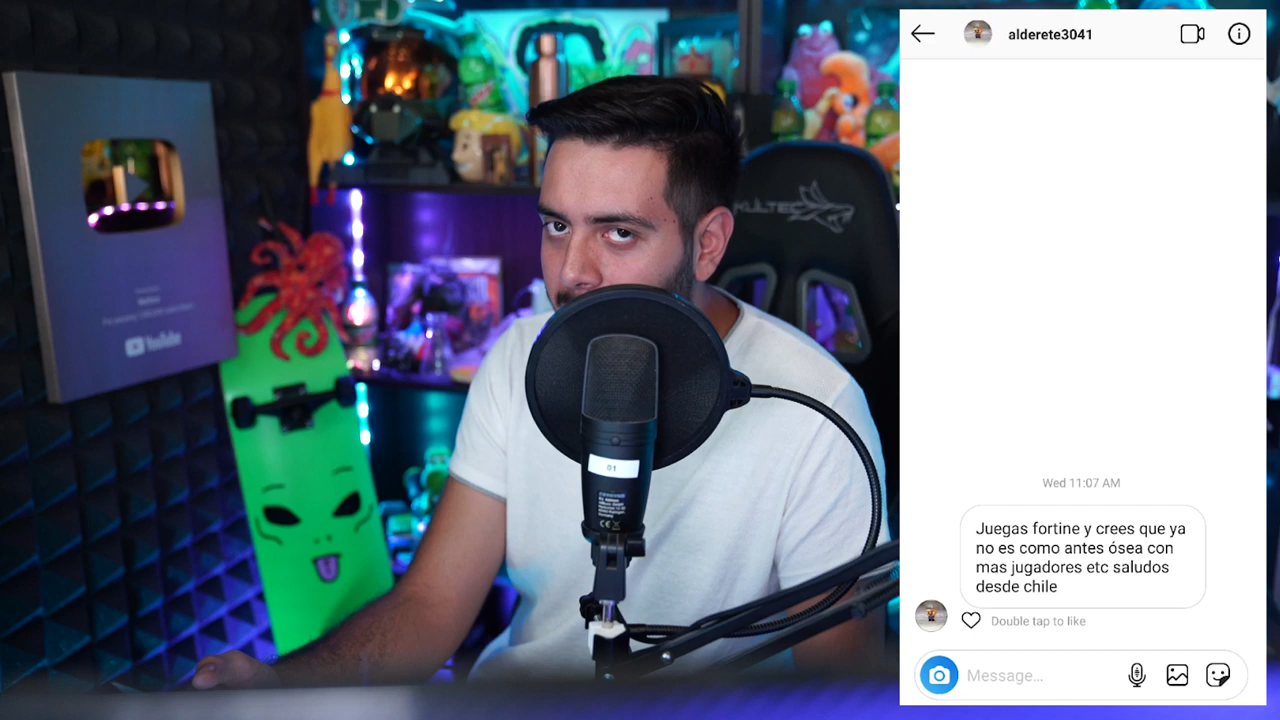 alderete3041
Wed 11:07 AM
Juegas fortine y crees que ya
no es como antes ósea con
mas jugadores etc saludos
desde chile
Double tap to like
Message...
YouTube
01